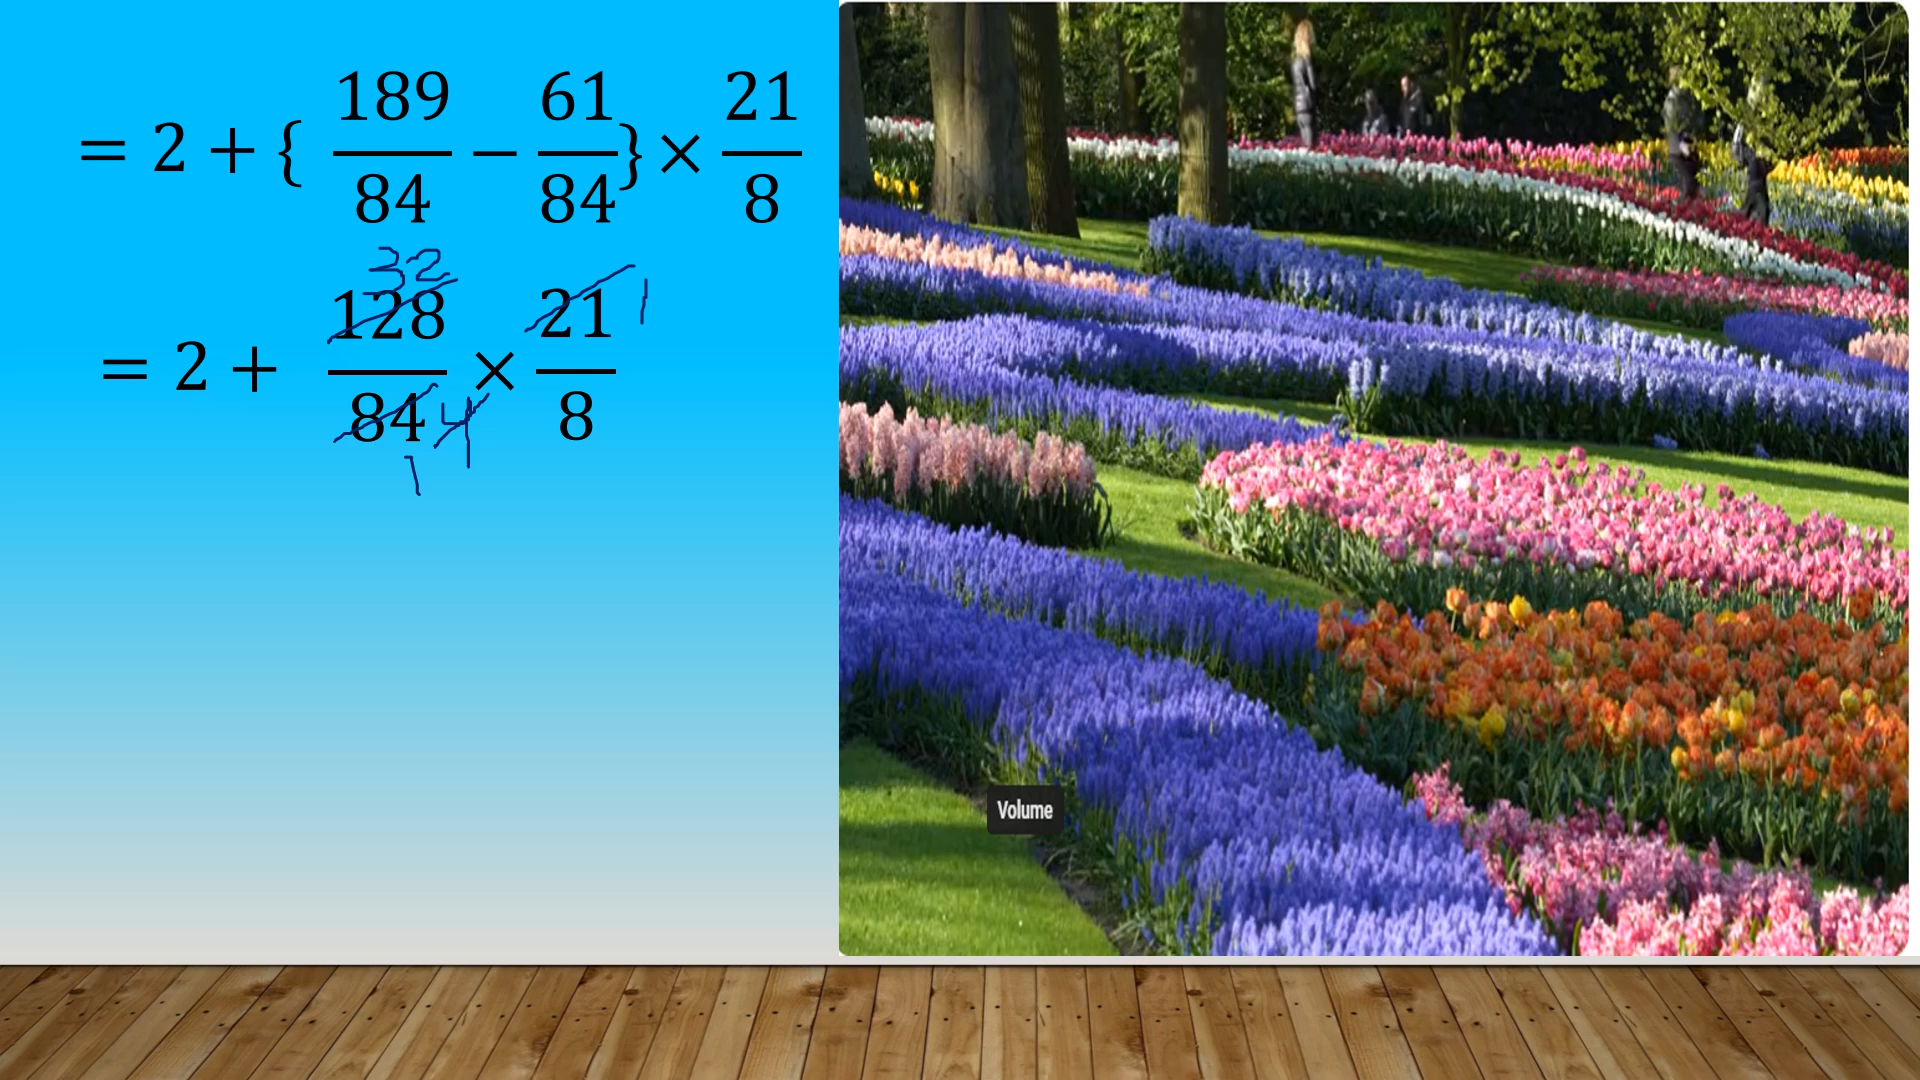 = 2 + { 189/84 − 61/84 } × 21/8
32
= 2 + 128/84 × 21/8
1
4
1
Volume